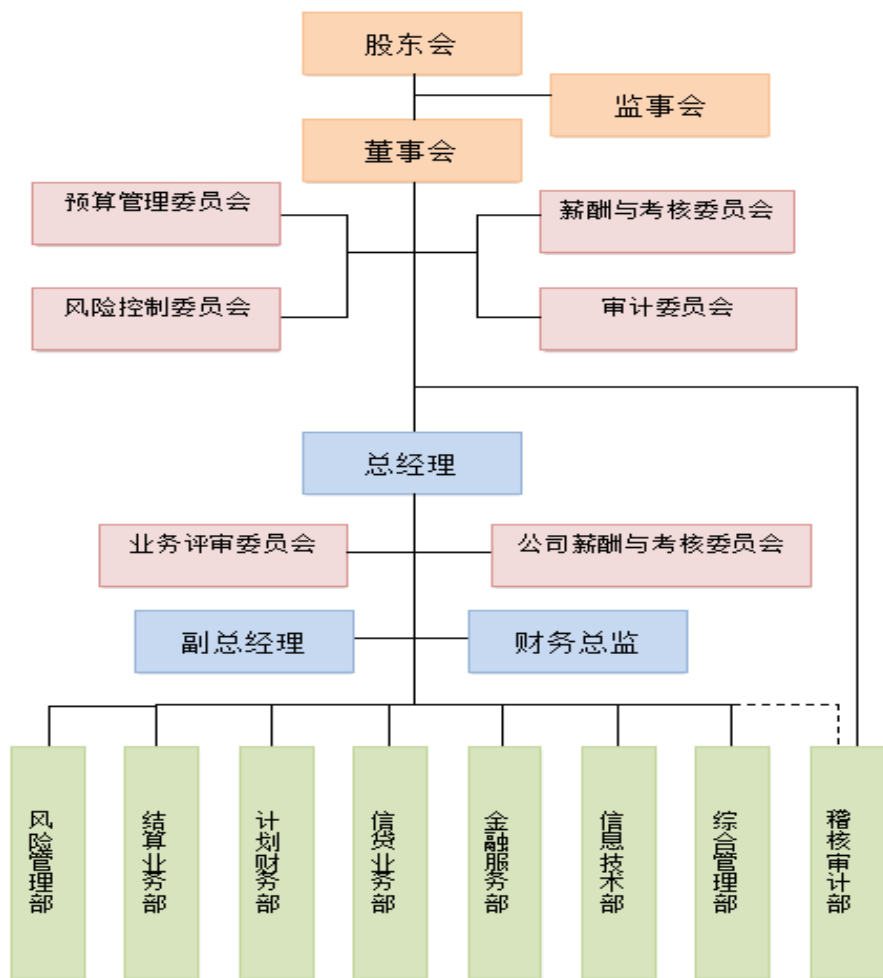 股东会
监事会
董事会
预算管理委员会
薪酬与考核委员会
风险控制委员会
审计委员会
总经理
业务评审委员会
公司薪酬与考核委员会
副总经理
财务总监
风险管理部
结算业务部
计划财务部
信贷业务部
金融服务部
信息技术部
综合管理部
稽核审计部